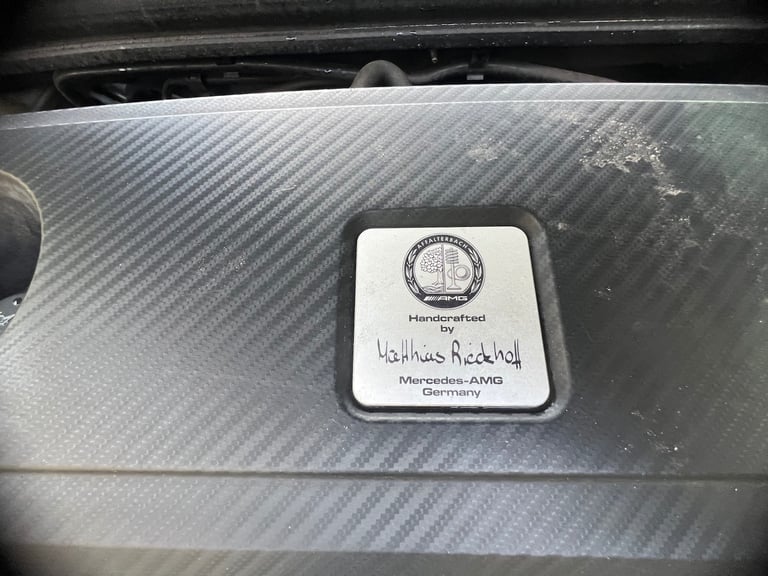 AFFALTERBACH
AMG
Handcrafted
by
Matthias Rieckhoff
Mercedes-AMG
Germany